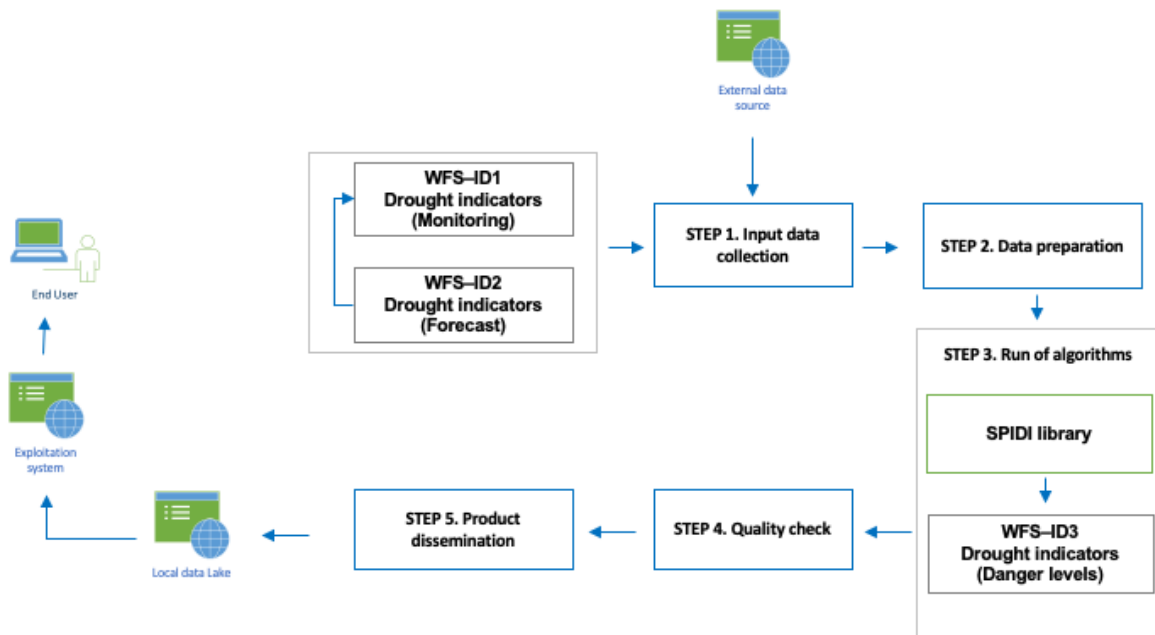 External data
source
WFS–ID1
Drought indicators
(Monitoring)
WFS–ID2
Drought indicators
(Forecast)
STEP 1. Input data
collection
STEP 2. Data preparation
STEP 3. Run of algorithms
SPIDI library
WFS–ID3
Drought indicators
(Danger levels)
STEP 4. Quality check
STEP 5. Product
dissemination
Local data Lake
Exploitation
system
End User